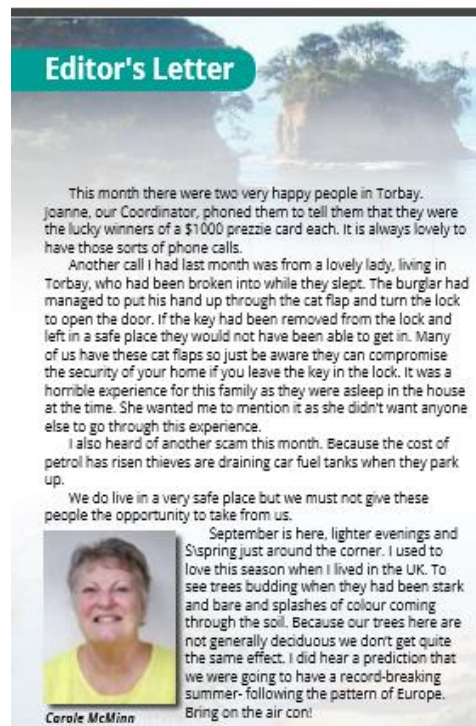 Editor's Letter
This month there were two very happy people in Torbay.
Joanne, our Coordinator, phoned them to tell them that they were
the lucky winners of a $1000 prezzie card each. It is always lovely to
have those sorts of phone calls.
Another call I had last month was from a lovely lady, living in
Torbay, who had been broken into while they slept. The burglar had
managed to put his hand up through the cat flap and turn the lock
to open the door. If the key had been removed from the lock and
left in a safe place they would not have been able to get in. Many
of us have these cat flaps so just be aware they can compromise
the security of your home if you leave the key in the lock. It was a
horrible experience for this family as they were asleep in the house
at the time. She wanted me to mention it as she didn't want anyone
else to go through this experience.
I also heard of another scam this month. Because the cost of
petrol has risen thieves are draining car fuel tanks when they park
up.
We do live in a very safe place but we must not give these
people the opportunity to take from us.
September is here, lighter evenings and
S\spring just around the corner. I used to
love this season when I lived in the UK. To
see trees budding when they had been stark
and bare and splashes of colour coming
through the soil. Because our trees here are
not generally deciduous we don't get quite
the same effect. I did hear a prediction that
we were going to have a record-breaking
summer- following the pattern of Europe.
Bring on the air con!
Carole McMinn